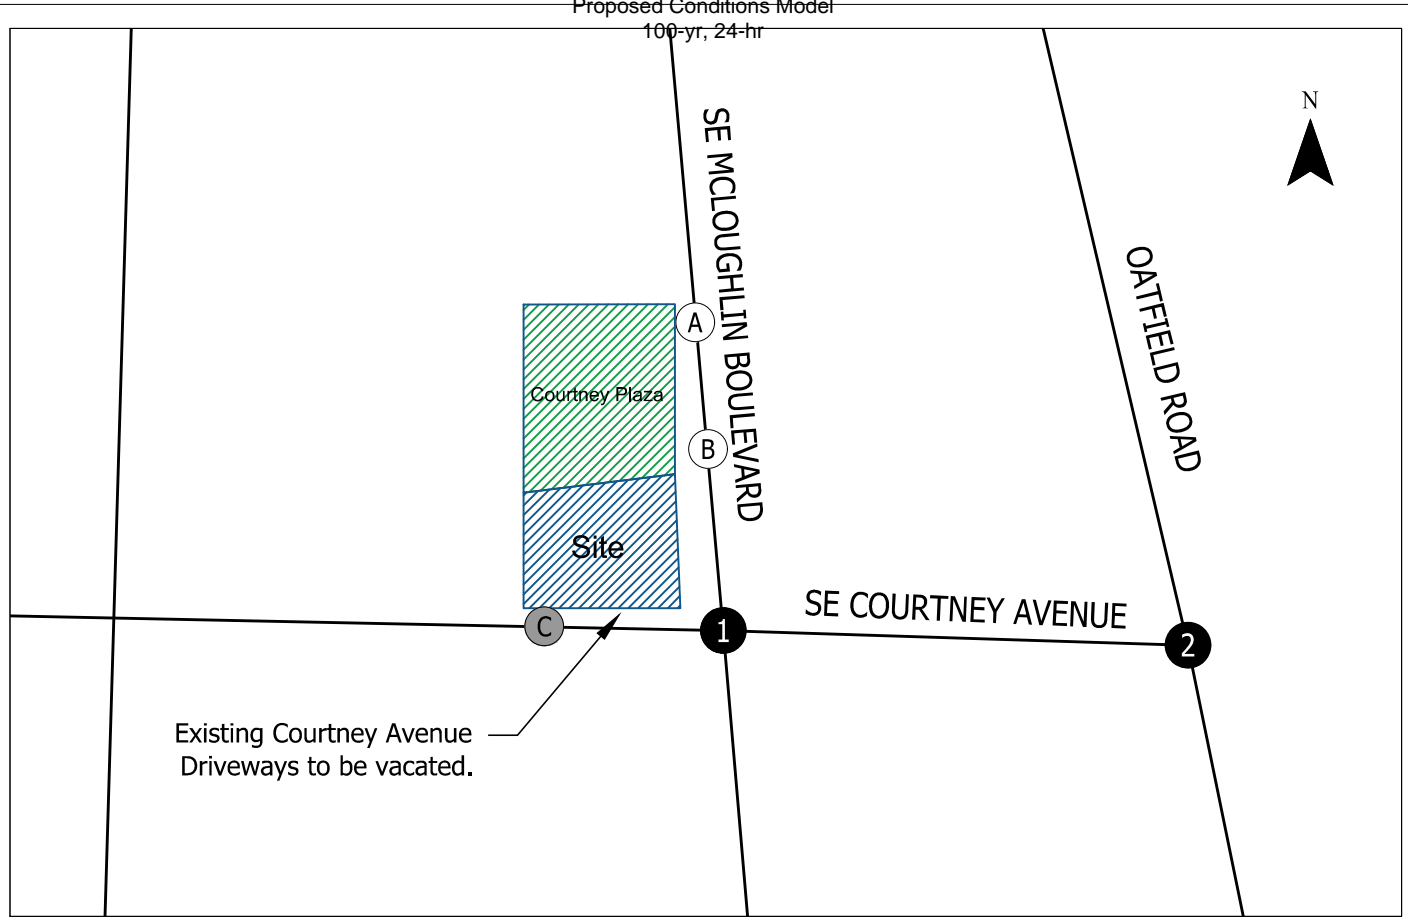 Proposed Conditions Model
100-yr, 24-hr
N
SE MCLOUGHLIN BOULEVARD
OATFIELD ROAD
A
Courtney Plaza
B
Site
SE COURTNEY AVENUE
C
1
2
Existing Courtney Avenue
Driveways to be vacated.